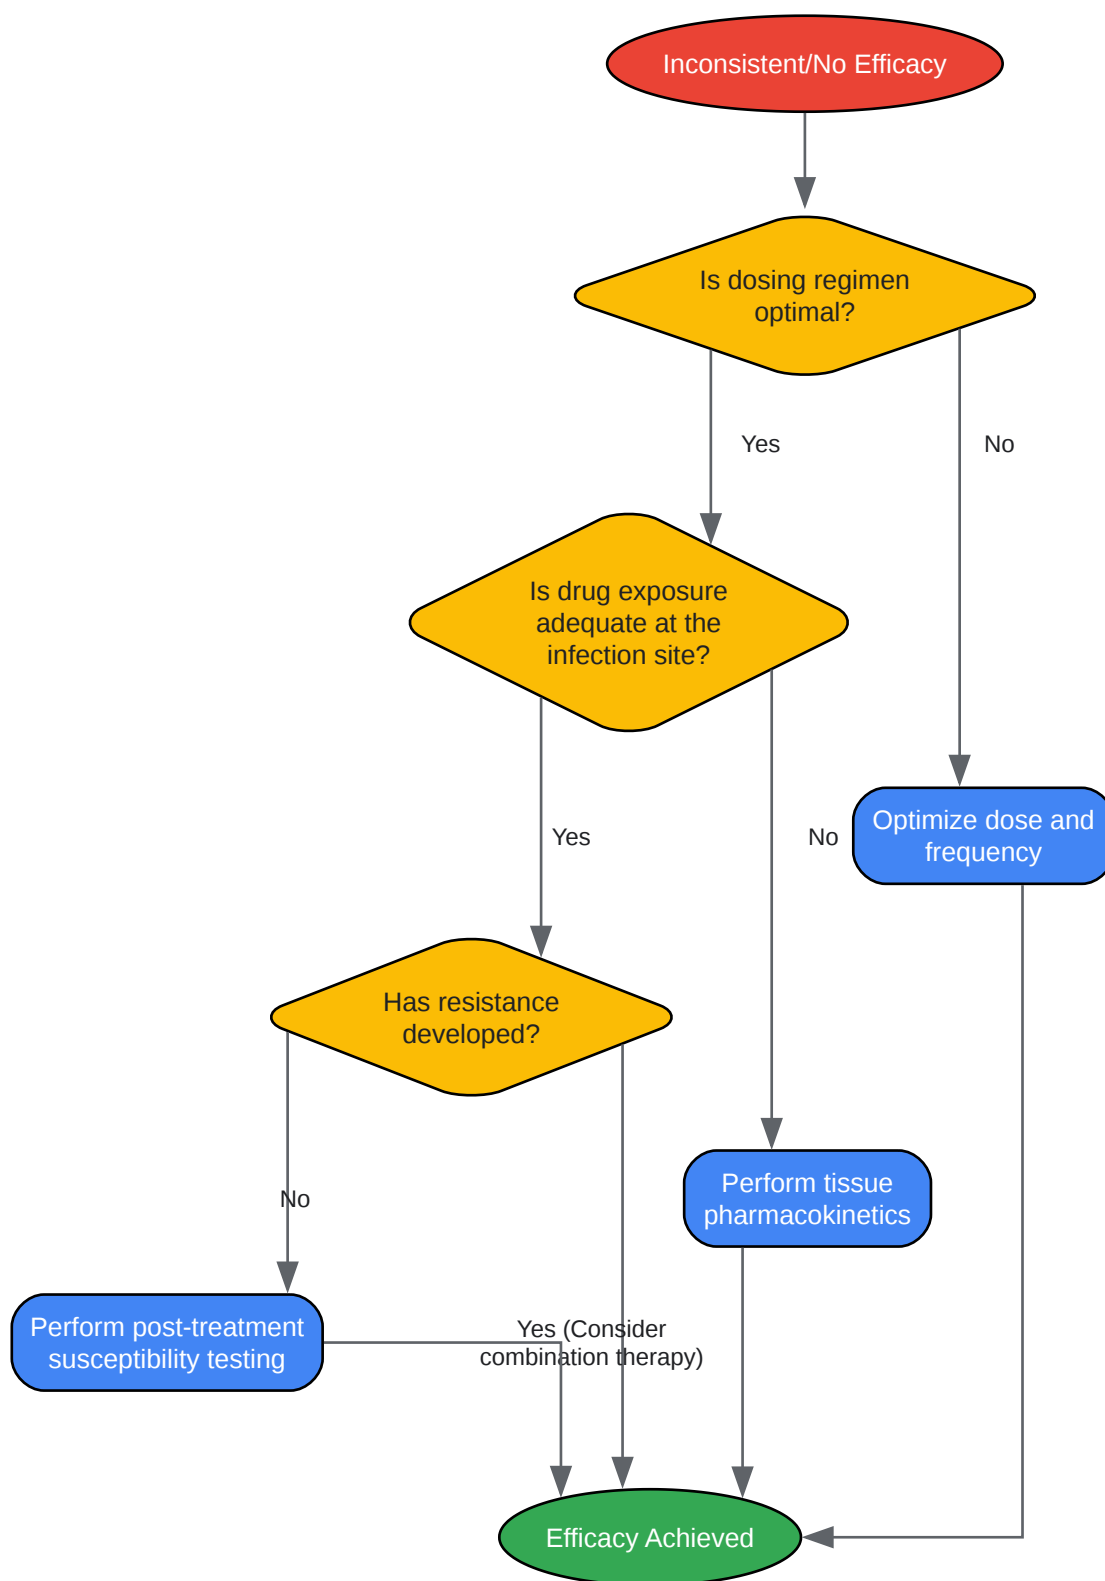 Inconsistent/No Efficacy
Is dosing regimen
optimal?
Yes
No
Is drug exposure
adequate at the
infection site?
Optimize dose and
frequency
Yes
No
Has resistance
developed?
Perform tissue
pharmacokinetics
No
Perform post-treatment
susceptibility testing
Yes (Consider
combination therapy)
Efficacy Achieved